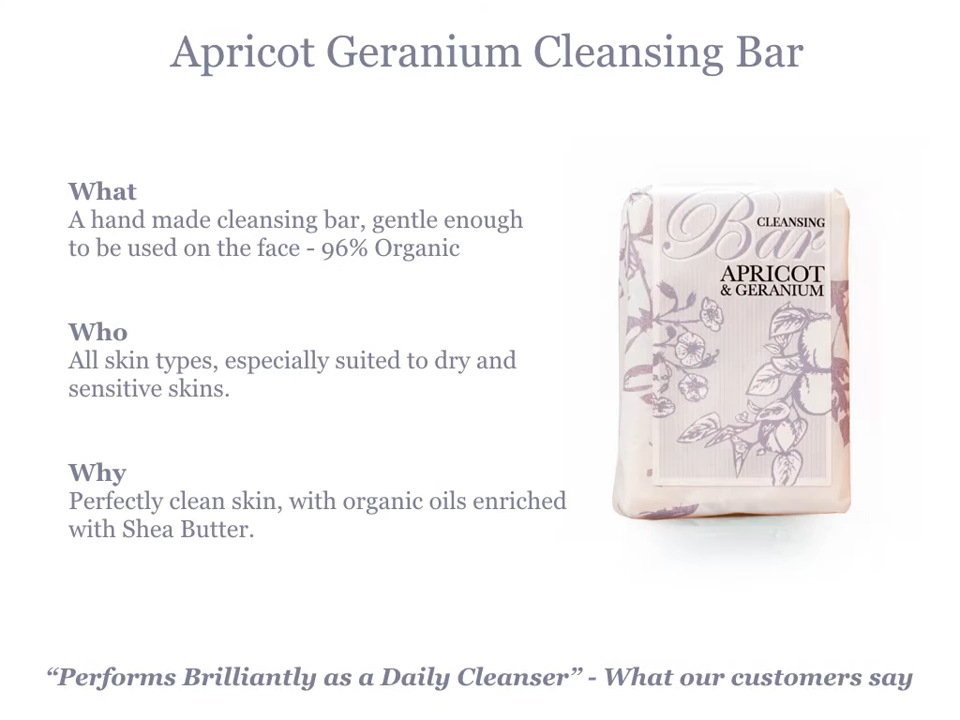 Apricot Geranium Cleansing Bar
What
A hand made cleansing bar, gentle enough
to be used on the face - 96% Organic
Who
All skin types, especially suited to dry and
sensitive skins.
Why
Perfectly clean skin, with organic oils enriched
with Shea Butter.
CLEANSING
Bar
APRICOT
& GERANIUM
“Performs Brilliantly as a Daily Cleanser” - What our customers say